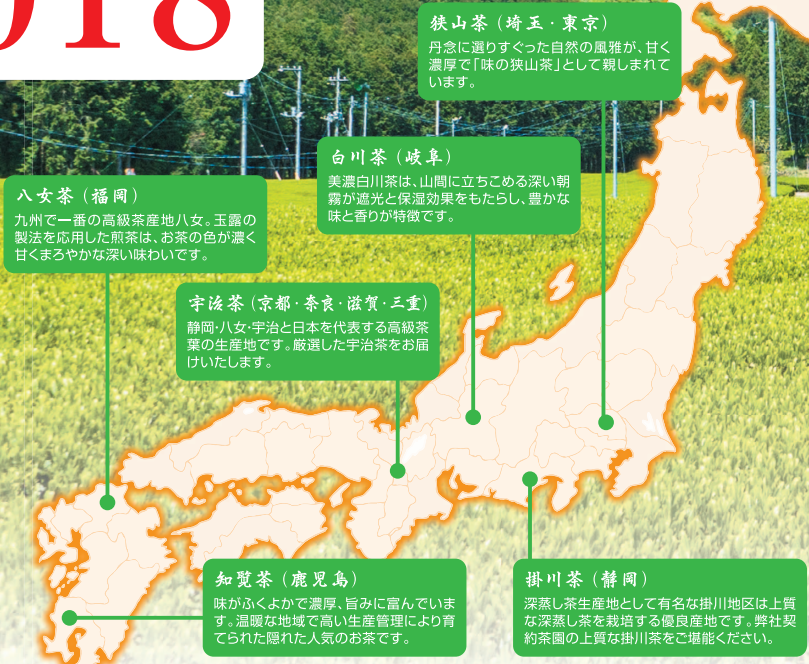 018
狭山茶（埼玉・東京）
丹念に選りすぐった自然の風雅が、甘く
濃厚で「味の狭山茶」として親しまれて
います。
白川茶（岐阜）
美濃白川茶は、山間に立ちこめる深い朝
霧が遮光と保湿効果をもたらし、豊かな
味と香りが特徴です。
八女茶（福岡）
九州で一番の高級茶産地八女。玉露の
製法を応用した煎茶は、お茶の色が濃く
甘くまろやかな深い味わいです。
宇治茶（京都・奈良・滋賀・三重）
静岡・八女・宇治と日本を代表する高級茶
葉の生産地です。厳選した宇治茶をお届
けいたします。
知覧茶（鹿児島）
味がふくよかで濃厚、旨みに富んでいま
す。温暖な地域で高い生産管理により育
てられた隠れた人気のお茶です。
掛川茶（静岡）
深蒸し茶生産地として有名な掛川地区は上質
な深蒸し茶を栽培する優良産地です。弊社契
約茶園の上質な掛川茶をご堪能ください。